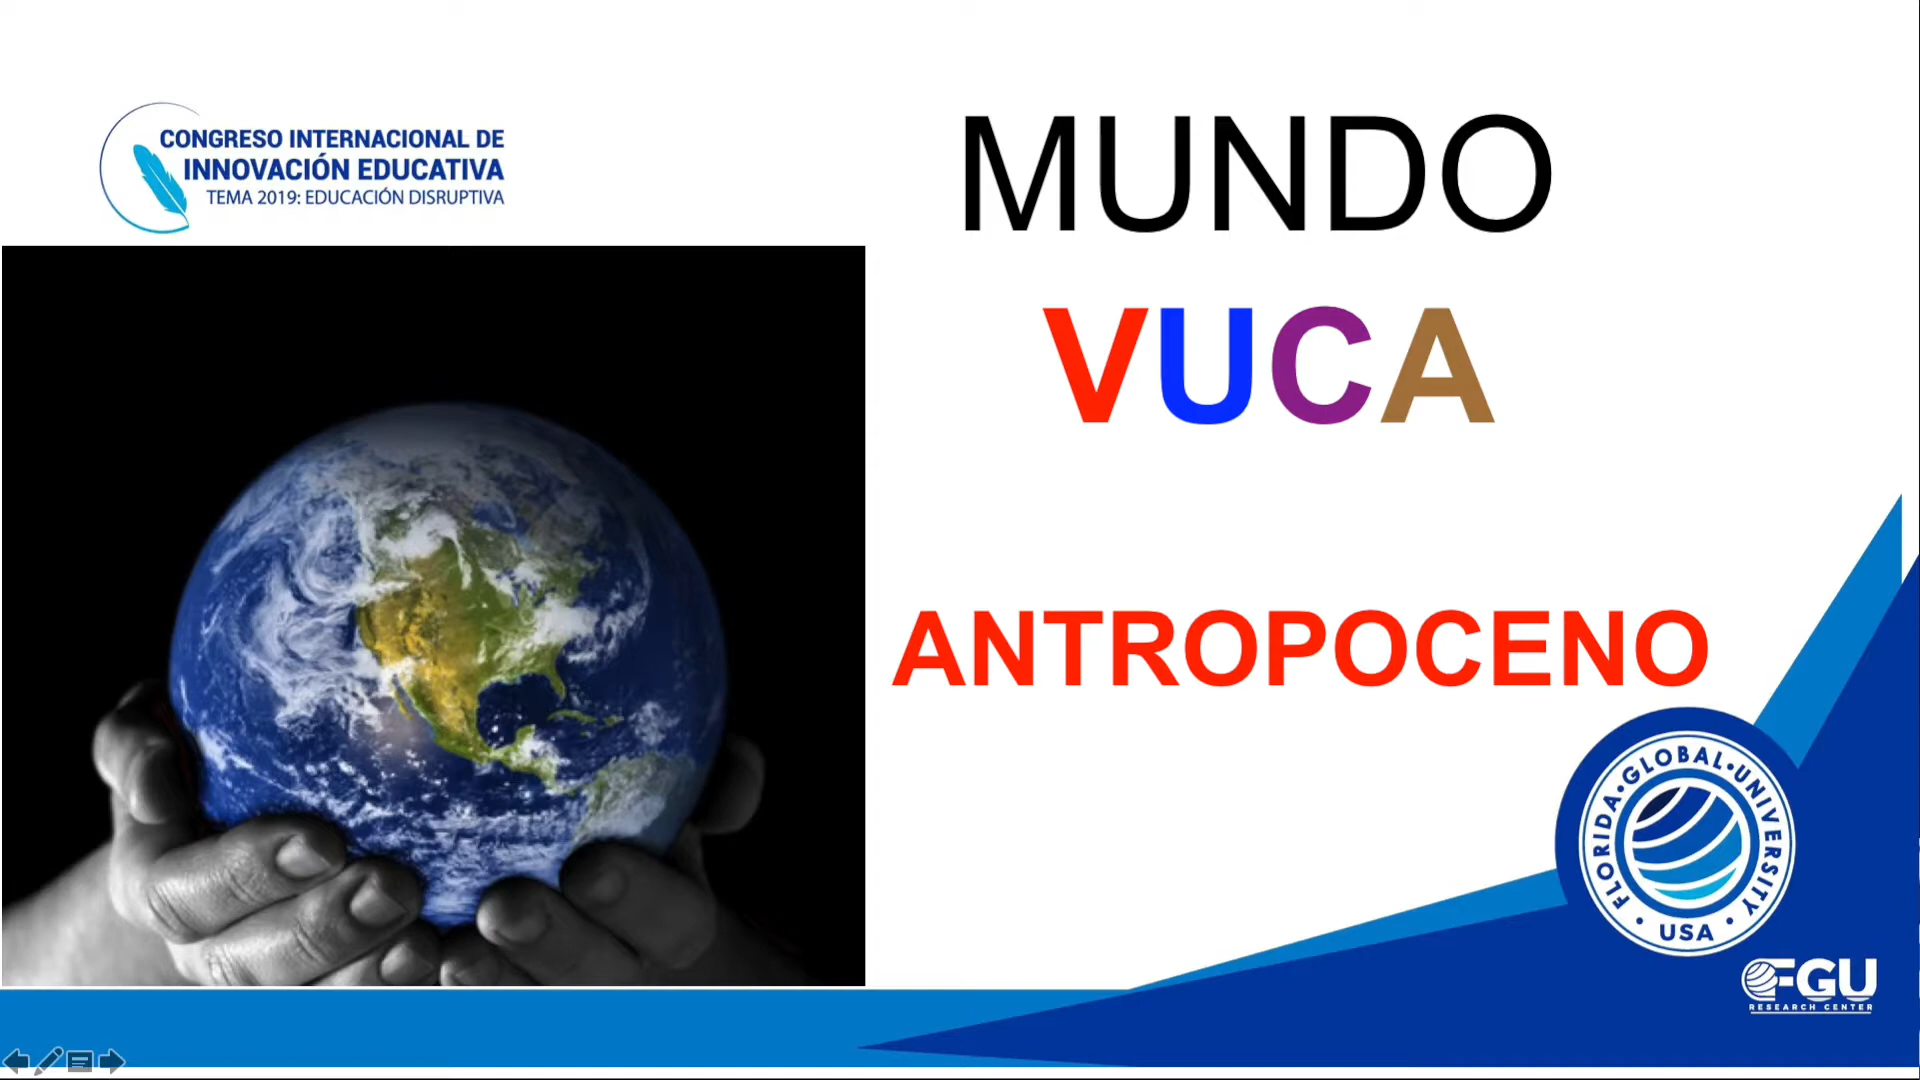 CONGRESO INTERNACIONAL DE
INNOVACIÓN EDUCATIVA
TEMA 2019: EDUCACIÓN DISRUPTIVA
MUNDO
VUCA
ANTROPOCENO
FLORIDA • GLOBAL • UNIVERSITY
• USA •
FGU
RESEARCH CENTER